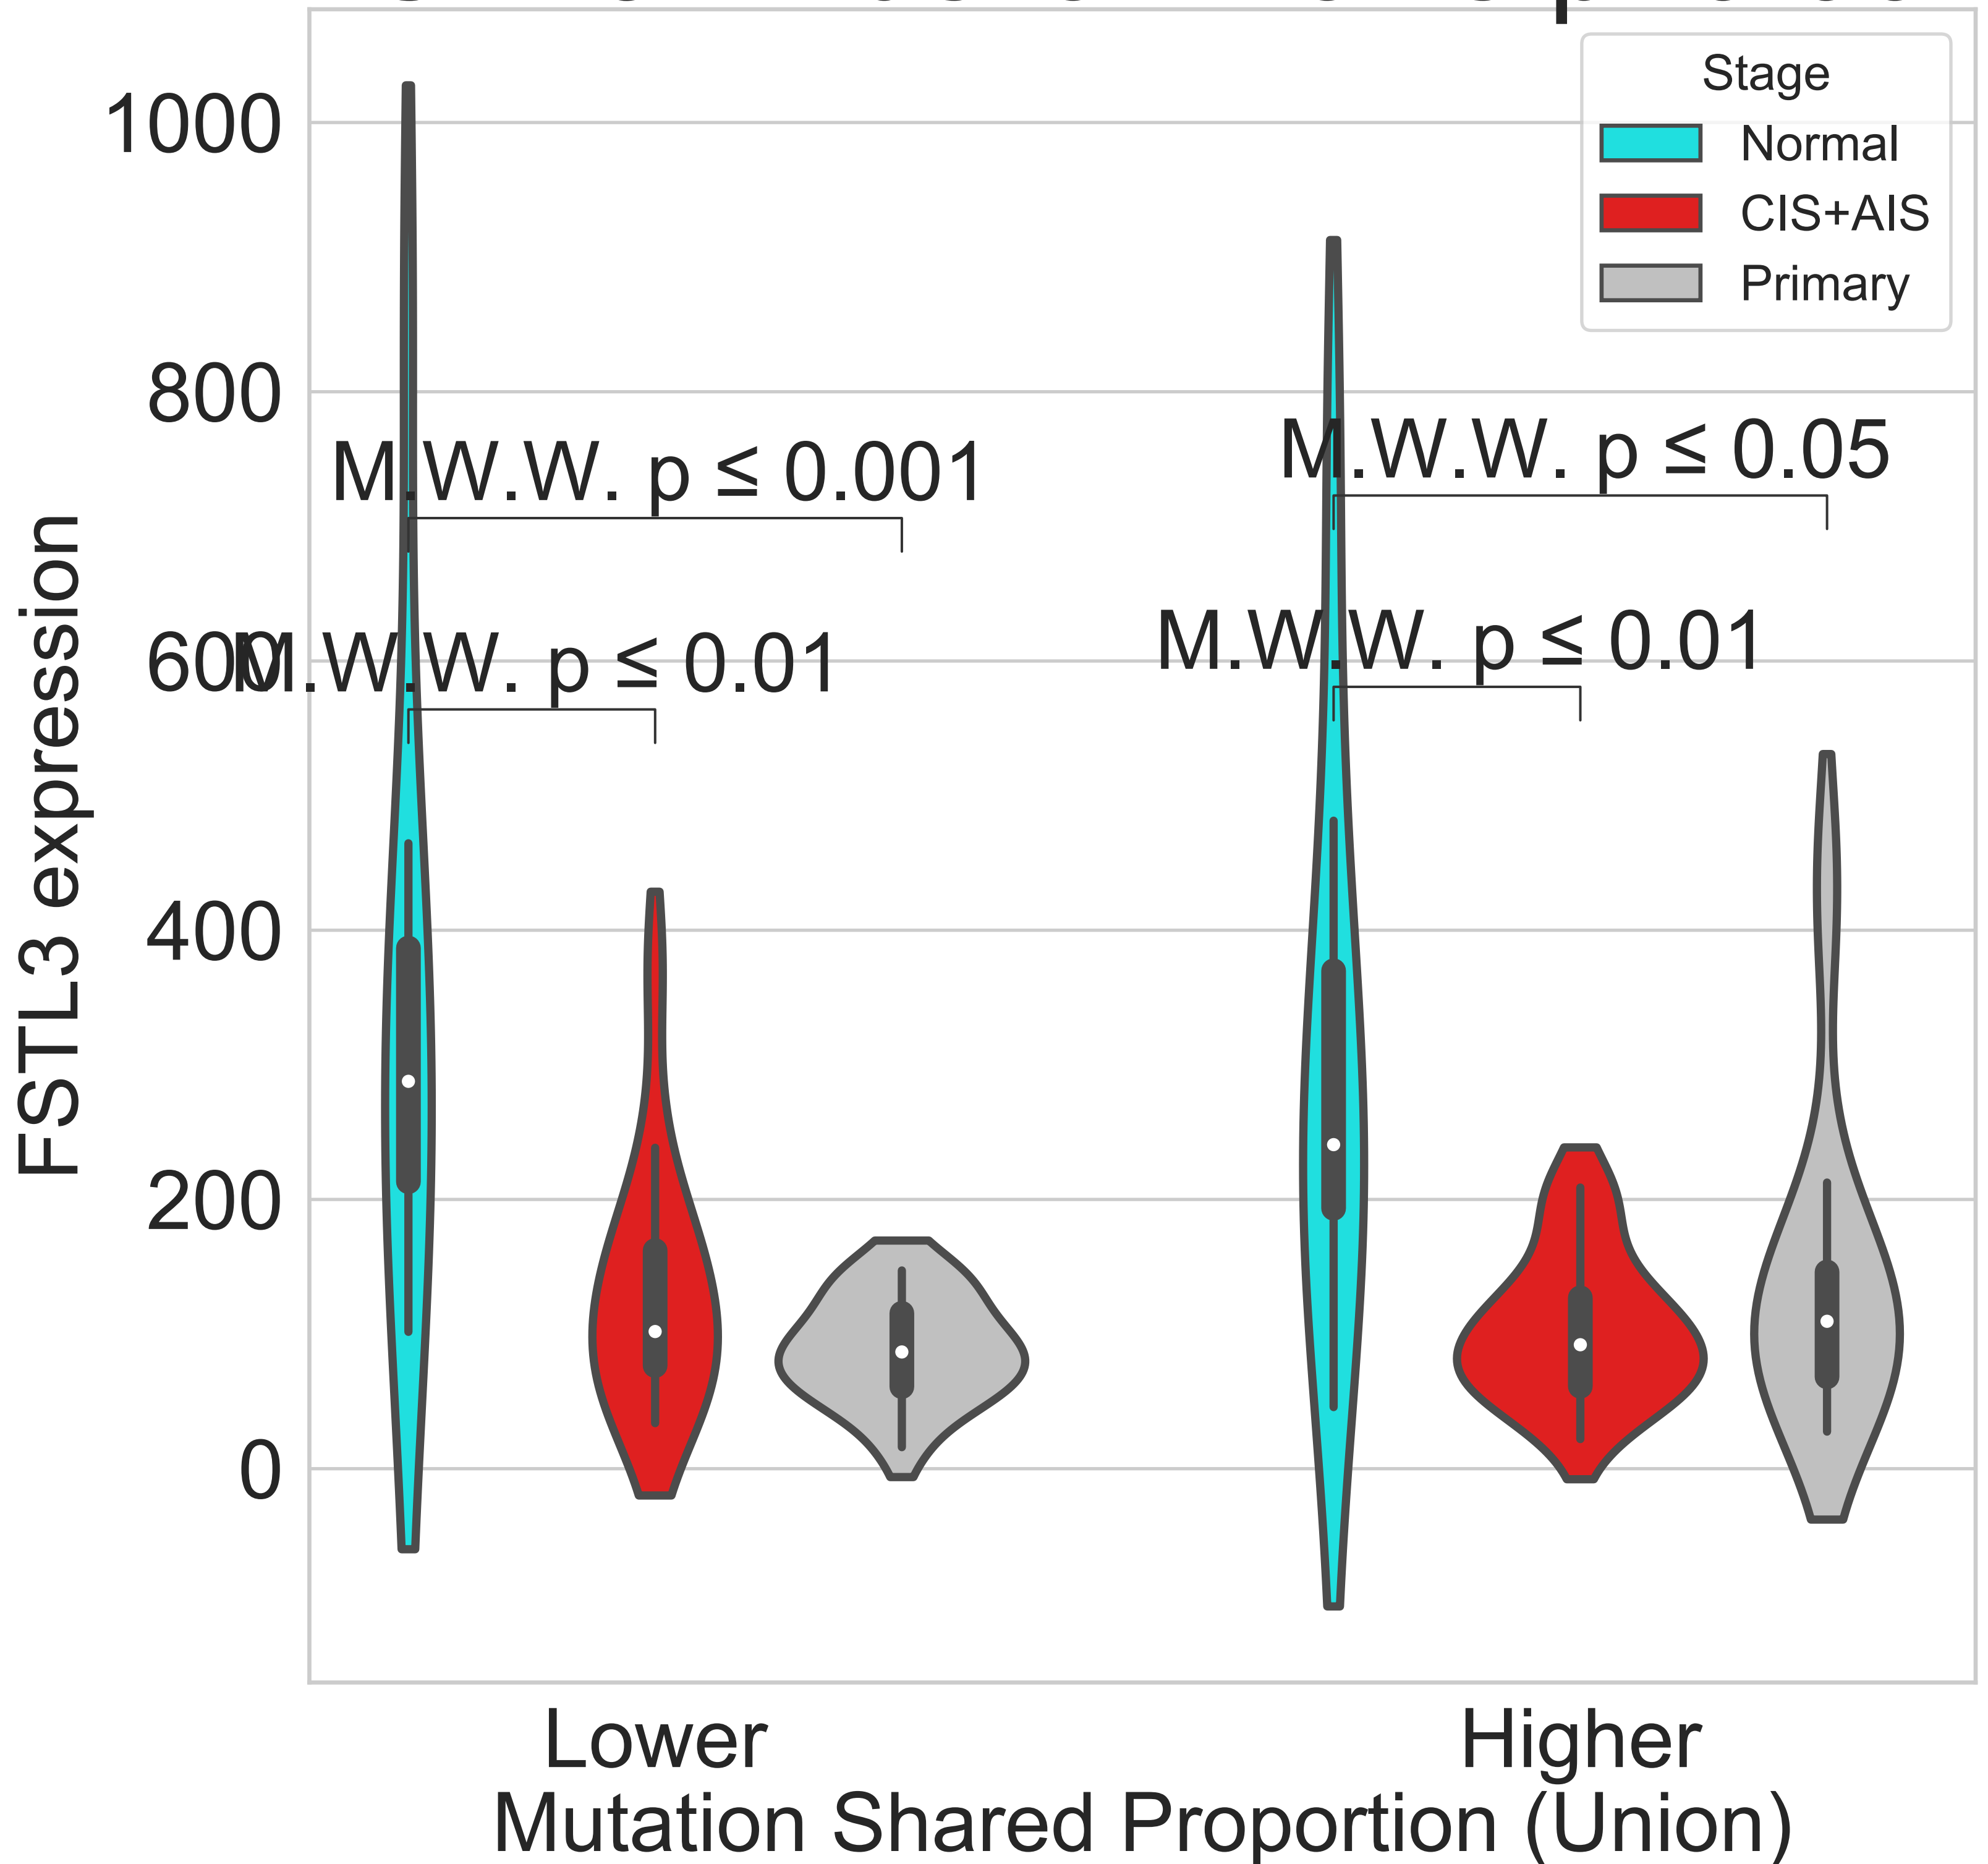 Stage
Normal
CIS+AIS
Primary
1000
800
600
400
200
0
FSTL3 expression
M.W.W. p ≤ 0.001
M.W.W. p ≤ 0.05
M.W.W. p ≤ 0.01
M.W.W. p ≤ 0.01
Lower
Higher
Mutation Shared Proportion (Union)